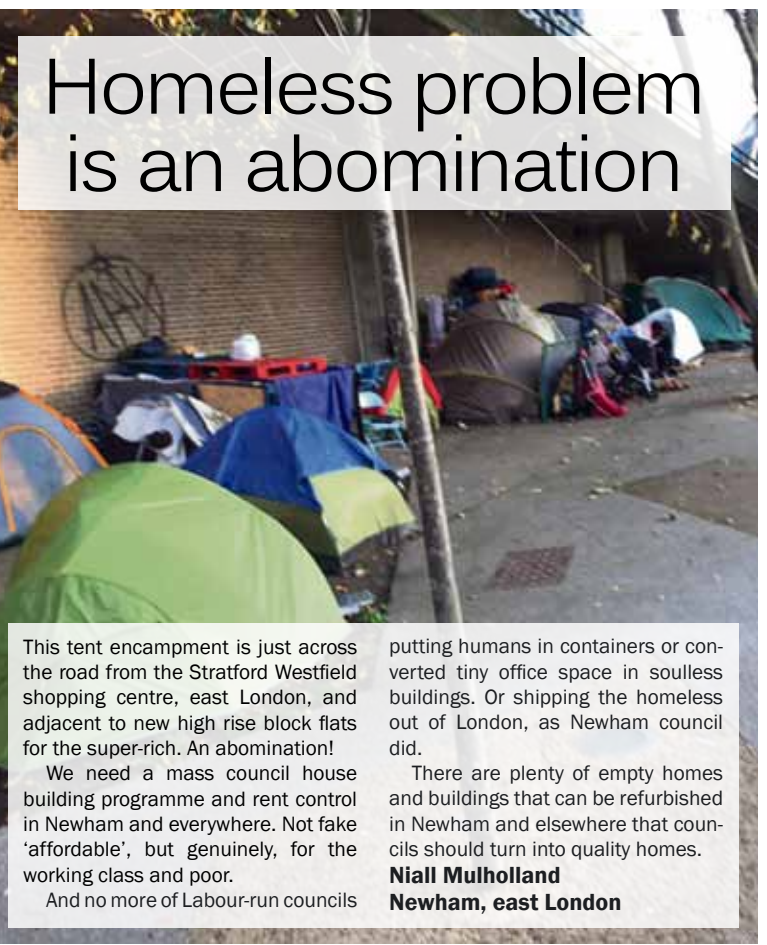 Homeless problem
is an abomination
This tent encampment is just across
the road from the Stratford Westfield
shopping centre, east London, and
adjacent to new high rise block flats
for the super-rich. An abomination!
We need a mass council house
building programme and rent control
in Newham and everywhere. Not fake
‘affordable’, but genuinely, for the
working class and poor.
And no more of Labour-run councils
putting humans in containers or con-
verted tiny office space in soulless
buildings. Or shipping the homeless
out of London, as Newham council
did.
There are plenty of empty homes
and buildings that can be refurbished
in Newham and elsewhere that coun-
cils should turn into quality homes.
Niall Mulholland
Newham, east London